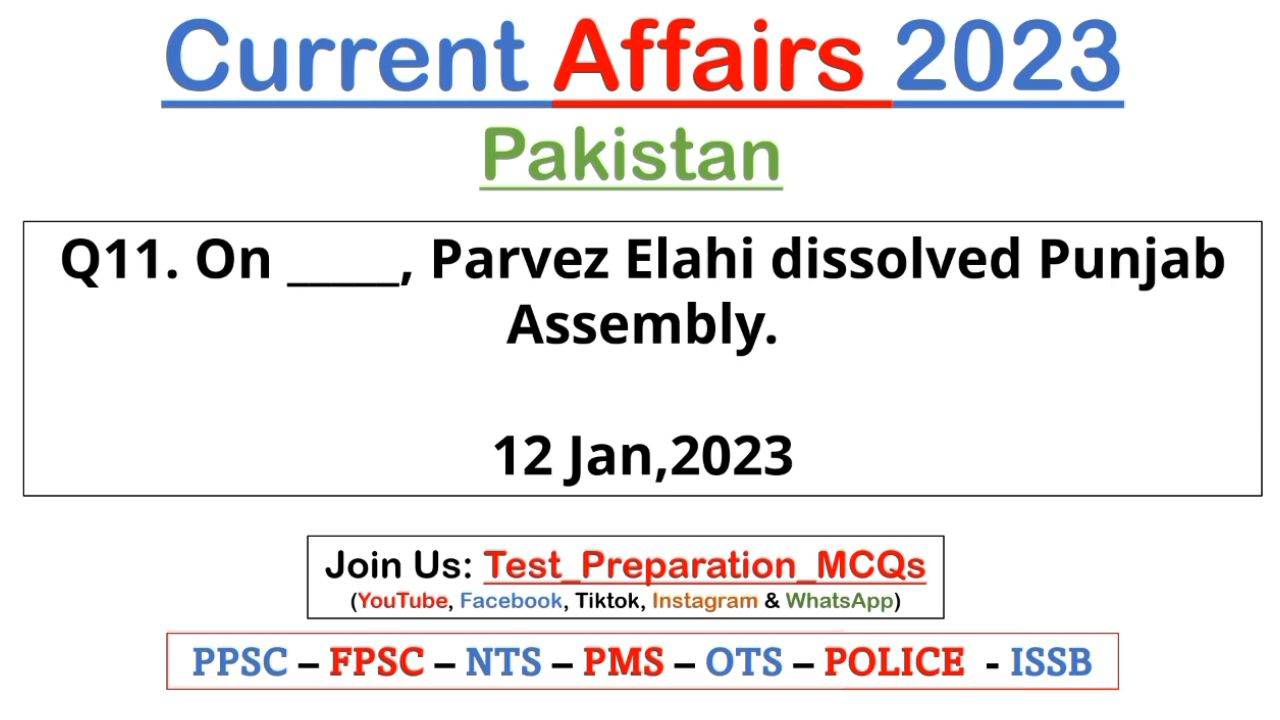 Current Affairs 2023
Pakistan
Q11. On ____, Parvez Elahi dissolved Punjab
Assembly.
12 Jan,2023
Join Us: Test_Preparation_MCQs
(YouTube, Facebook, Tiktok, Instagram & WhatsApp)
PPSC – FPSC – NTS – PMS – OTS – POLICE - ISSB